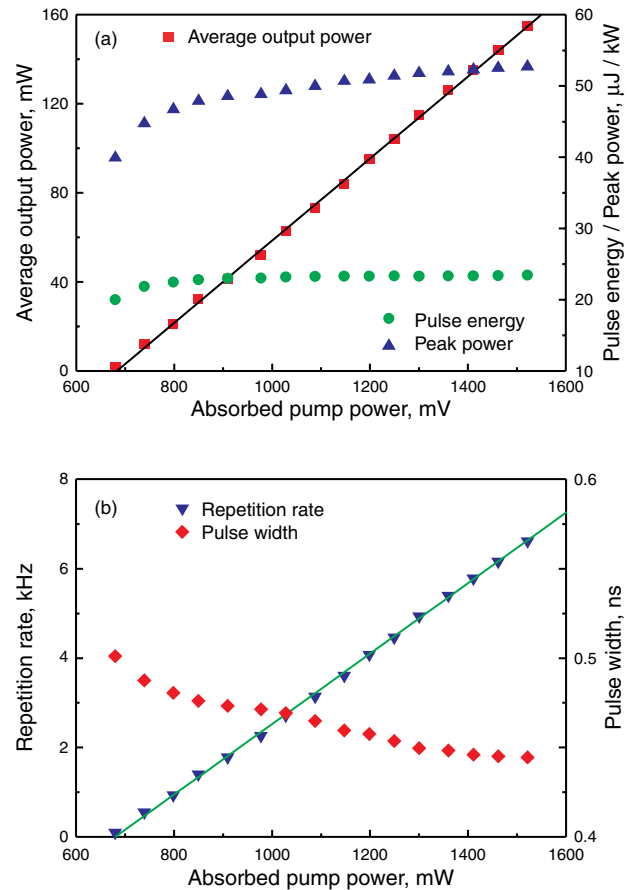 (a)
Average output power
160
120
80
40
0
Average output power, mW
60
50
40
30
20
10
Pulse energy / Peak power, μJ / kW
Pulse energy
Peak power
600 800 1000 1200 1400 1600
Absorbed pump power, mV
(b)
Repetition rate
Pulse width
8
6
4
2
0
Repetition rate, kHz
0.6
0.5
0.4
Pulse width, ns
600 800 1000 1200 1400 1600
Absorbed pump power, mW